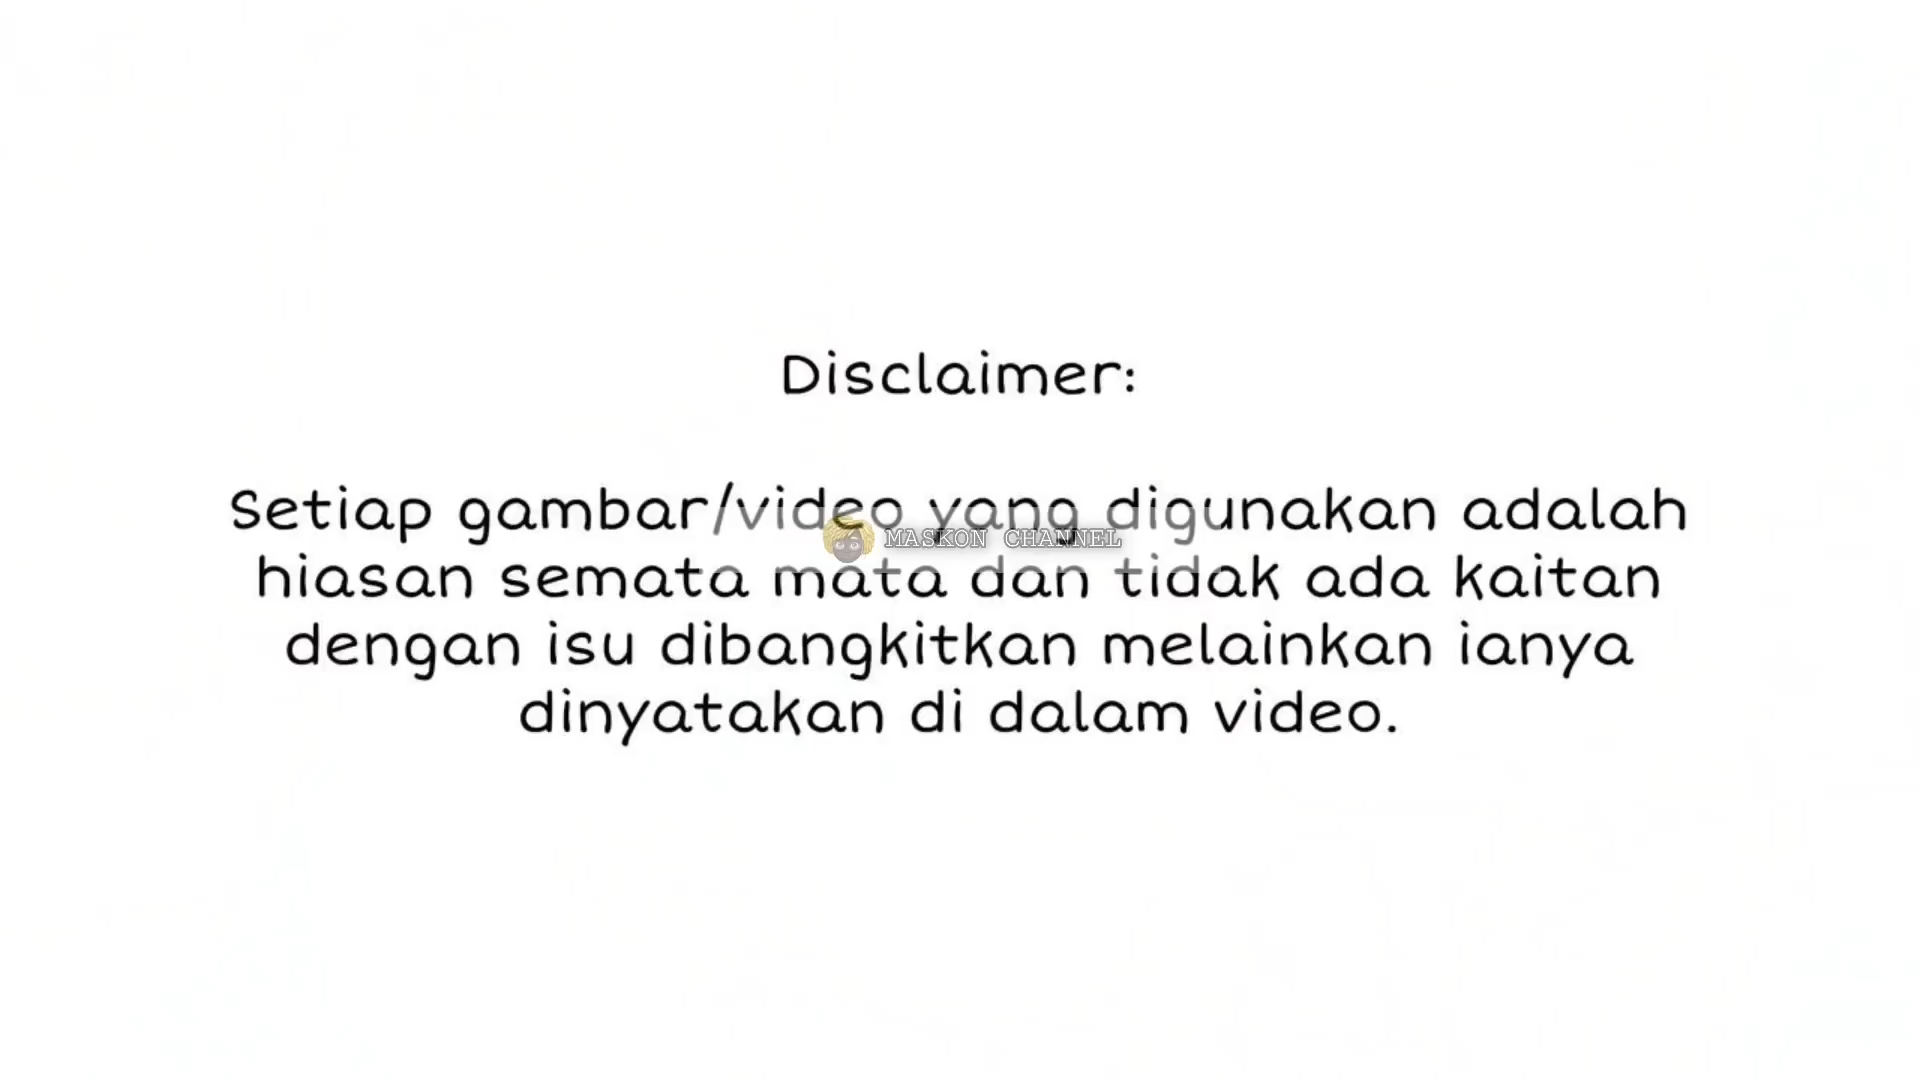 Disclaimer:
Setiap gambar/video yang digunakan adalah
MASKON CHANNEL
hiasan semata mata dan tidak ada kaitan
dengan isu dibangkitkan melainkan ianya
dinyatakan di dalam video.